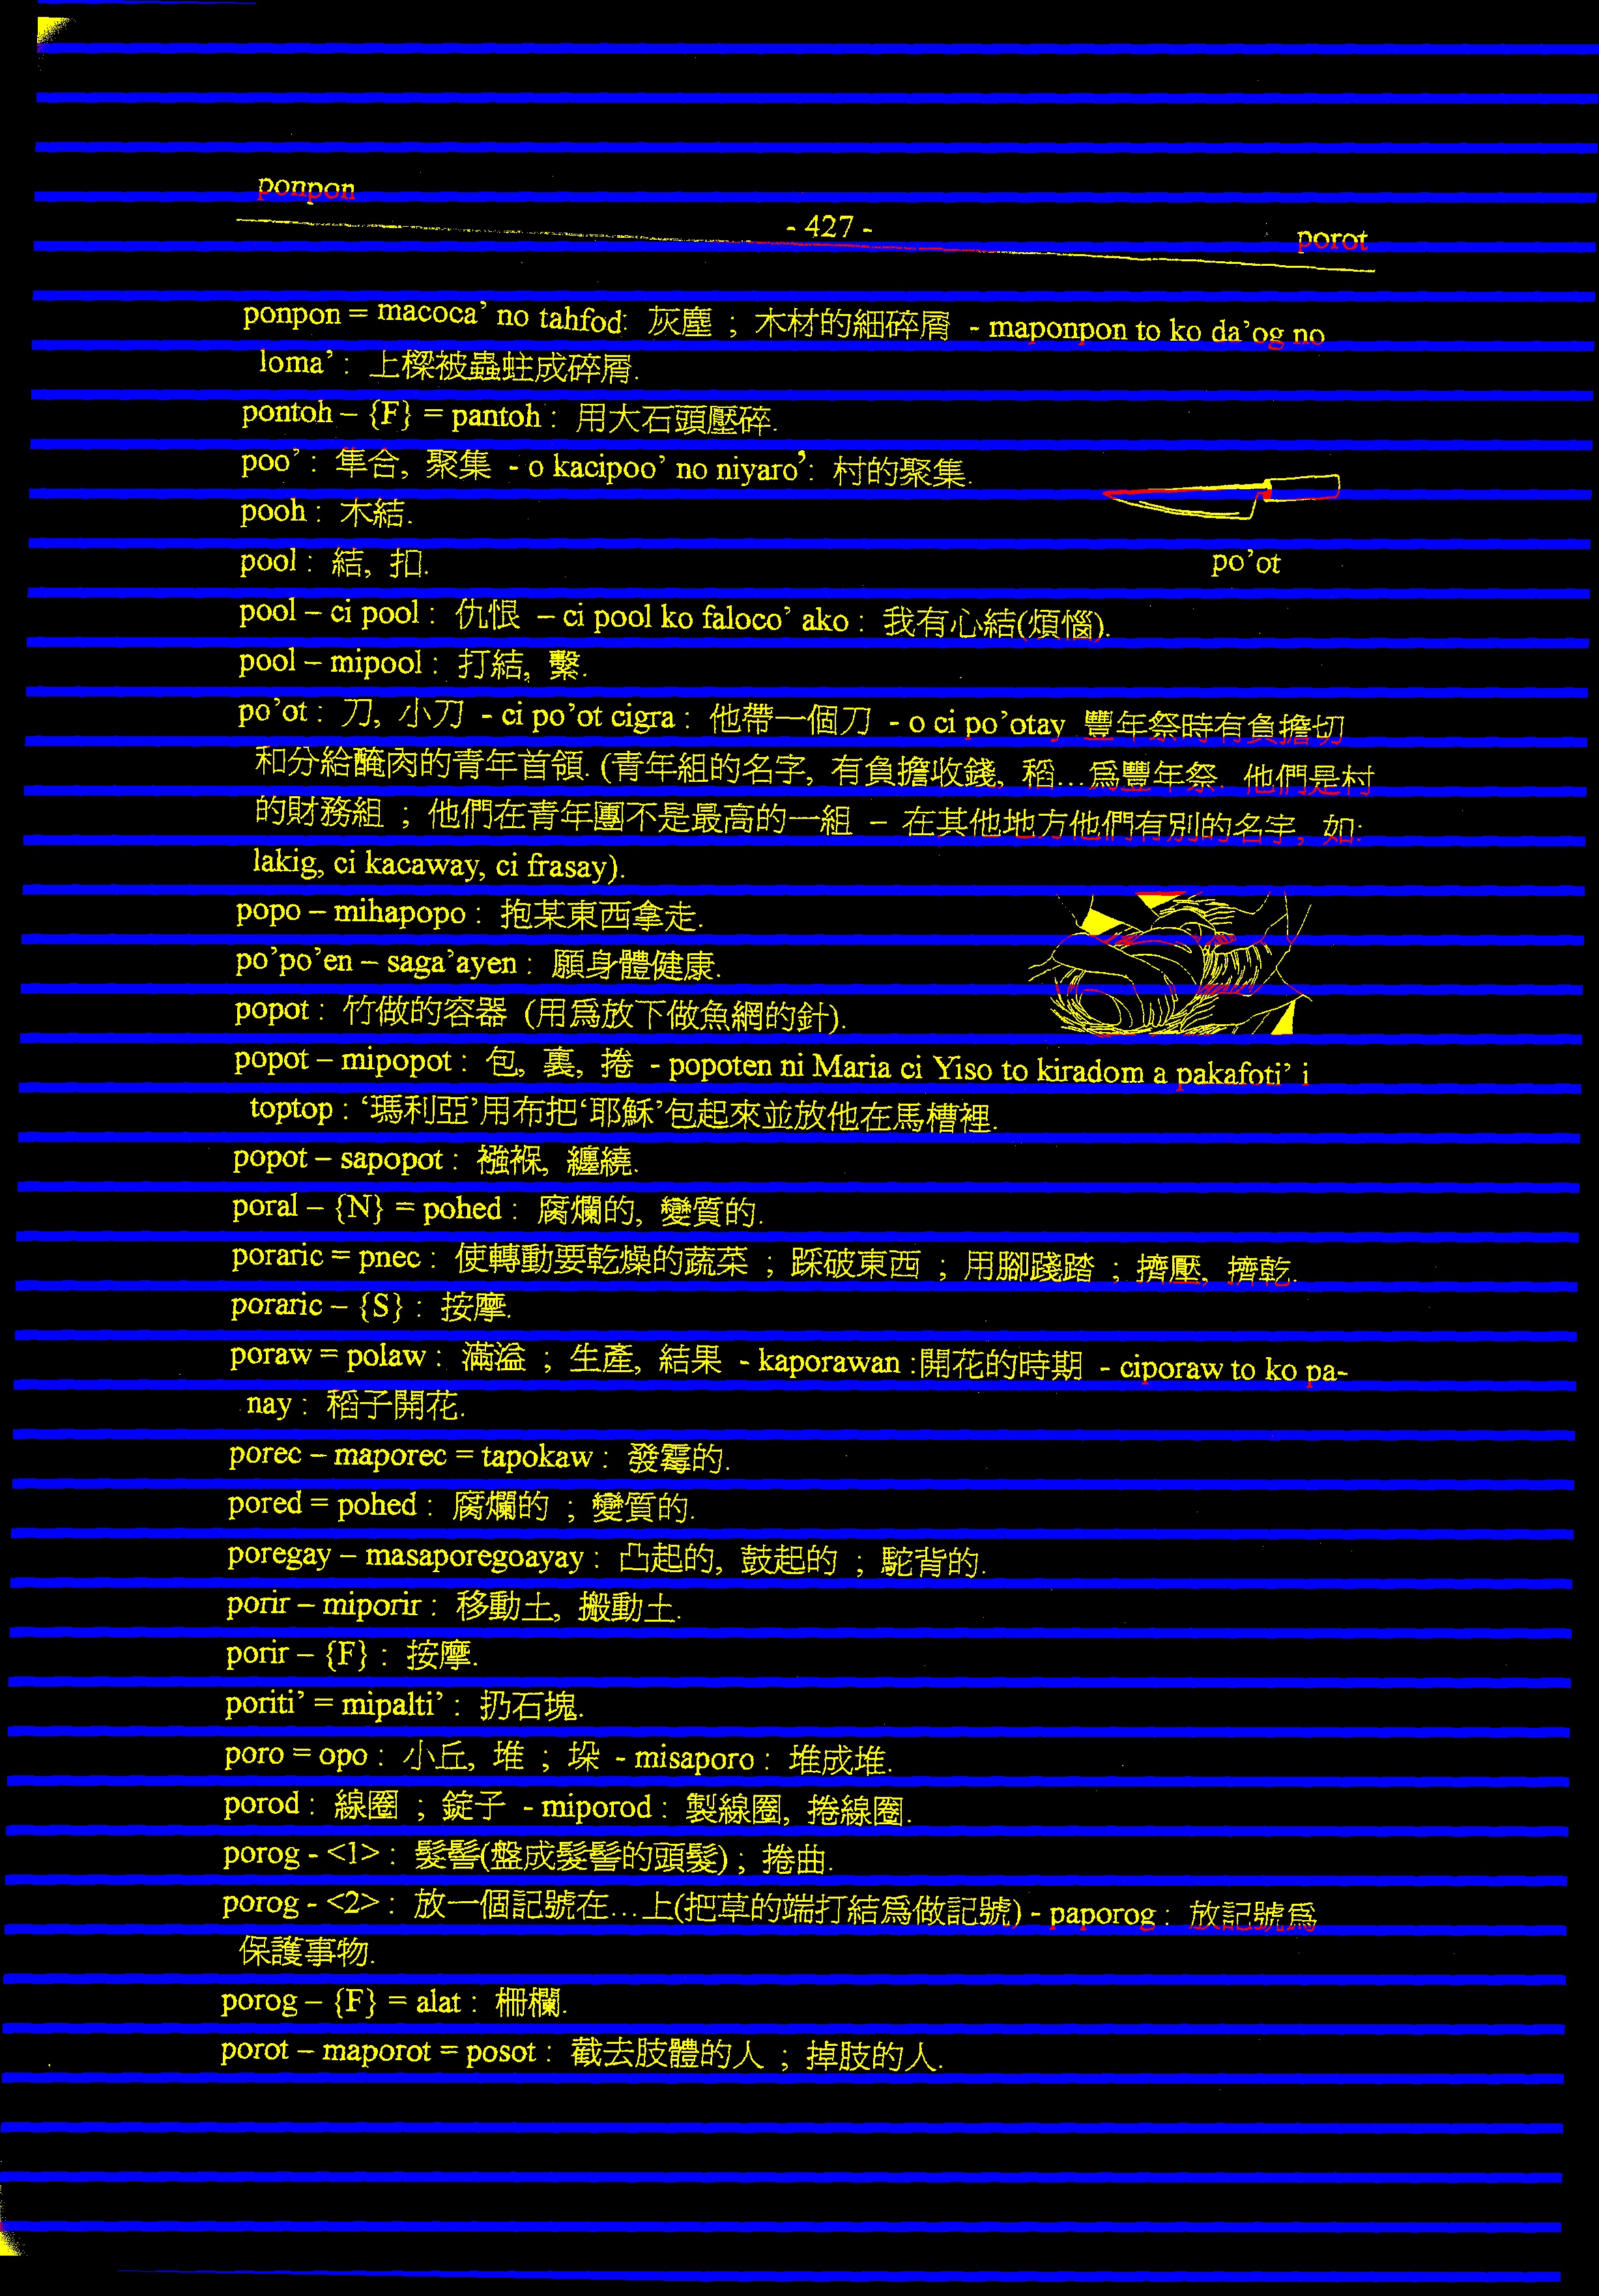 ponpon
- 427 -
porot
ponpon = macoca’ no tahfod: 灰塵 ; 木材的細碎屑 - maponpon to ko da’og no
loma’ : 上樑被蟲蛀成碎屑.
pontoh – {F} = pantoh : 用大石頭壓碎.
poo’ : 隼合, 聚集 - o kacipoo’ no niyaro’: 村的聚集.
pooh : 木結.
pool : 結, 扣.
po’ot
pool – ci pool : 仇恨 – ci pool ko faloco’ ako : 我有心結(煩惱).
pool – mipool : 打結, 繫.
po’ot : 刀, 小刀 - ci po’ot cigra : 他帶一個刀 - o ci po’otay 豐年祭時有負擔切
和分給醃肉的青年首領. (青年組的名字, 有負擔收錢, 稻…爲豐年祭. 他們是村
的財務組 ; 他們在青年團不是最高的一組 – 在其他地方他們有別的名字, 如:
lakig, ci kacaway, ci frasay).
popo – mihapopo : 抱某東西拿走.
po’po’en – saga’ayen : 願身體健康.
popot : 竹做的容器 (用爲放下做魚網的針).
popot – mipopot : 包, 裹, 捲 - popoten ni Maria ci Yiso to kiradom a pakafoti’ i
toptop : ‘瑪利亞’用布把‘耶穌’包起來並放他在馬槽裡.
popot – sapopot : 襁褓, 纏繞.
poral – {N} = pohed : 腐爛的, 變質的.
poraric = pnec : 使轉動要乾燥的蔬菜 ; 踩破東西 ; 用腳踐踏 ; 擠壓, 擠乾.
poraric – {S} : 按摩.
poraw = polaw : 滿溢 ; 生產, 結果 - kaporawan :開花的時期 - ciporaw to ko pa-
nay : 稻子開花.
porec – maporec = tapokaw : 發霉的.
pored = pohed : 腐爛的 ; 變質的.
poregay – masaporegoayay : 凸起的, 鼓起的 ; 駝背的.
porir – miporir : 移動土, 搬動土.
porir – {F} : 按摩.
poriti’ = mipalti’ : 扔石塊.
poro = opo : 小丘, 堆 ; 垛 - misaporo : 堆成堆.
porod : 線圈 ; 錠子 - miporod : 製線圈, 捲線圈.
porog - <1> : 髮髻(盤成髮髻的頭髮) ; 捲曲.
porog - <2> : 放一個記號在…上(把草的端打結爲做記號) - paporog : 放記號爲
保護事物.
porog – {F} = alat : 柵欄.
porot – maporot = posot : 截去肢體的人 ; 掉肢的人.